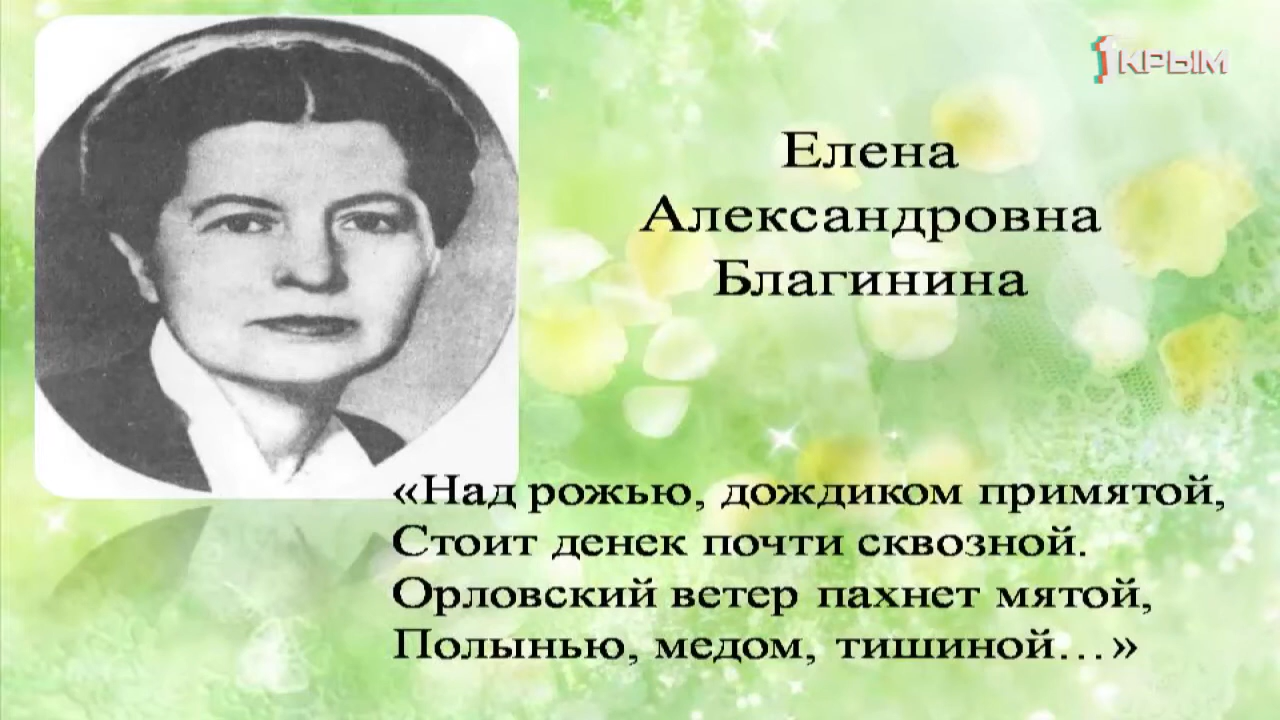 1КРЫМ
Елена
Александровна
Благинина
«Над рожью, дождиком примятой,
Стоит денек почти сквозной.
Орловский ветер пахнет мятой,
Полынью, медом, тишиной…»